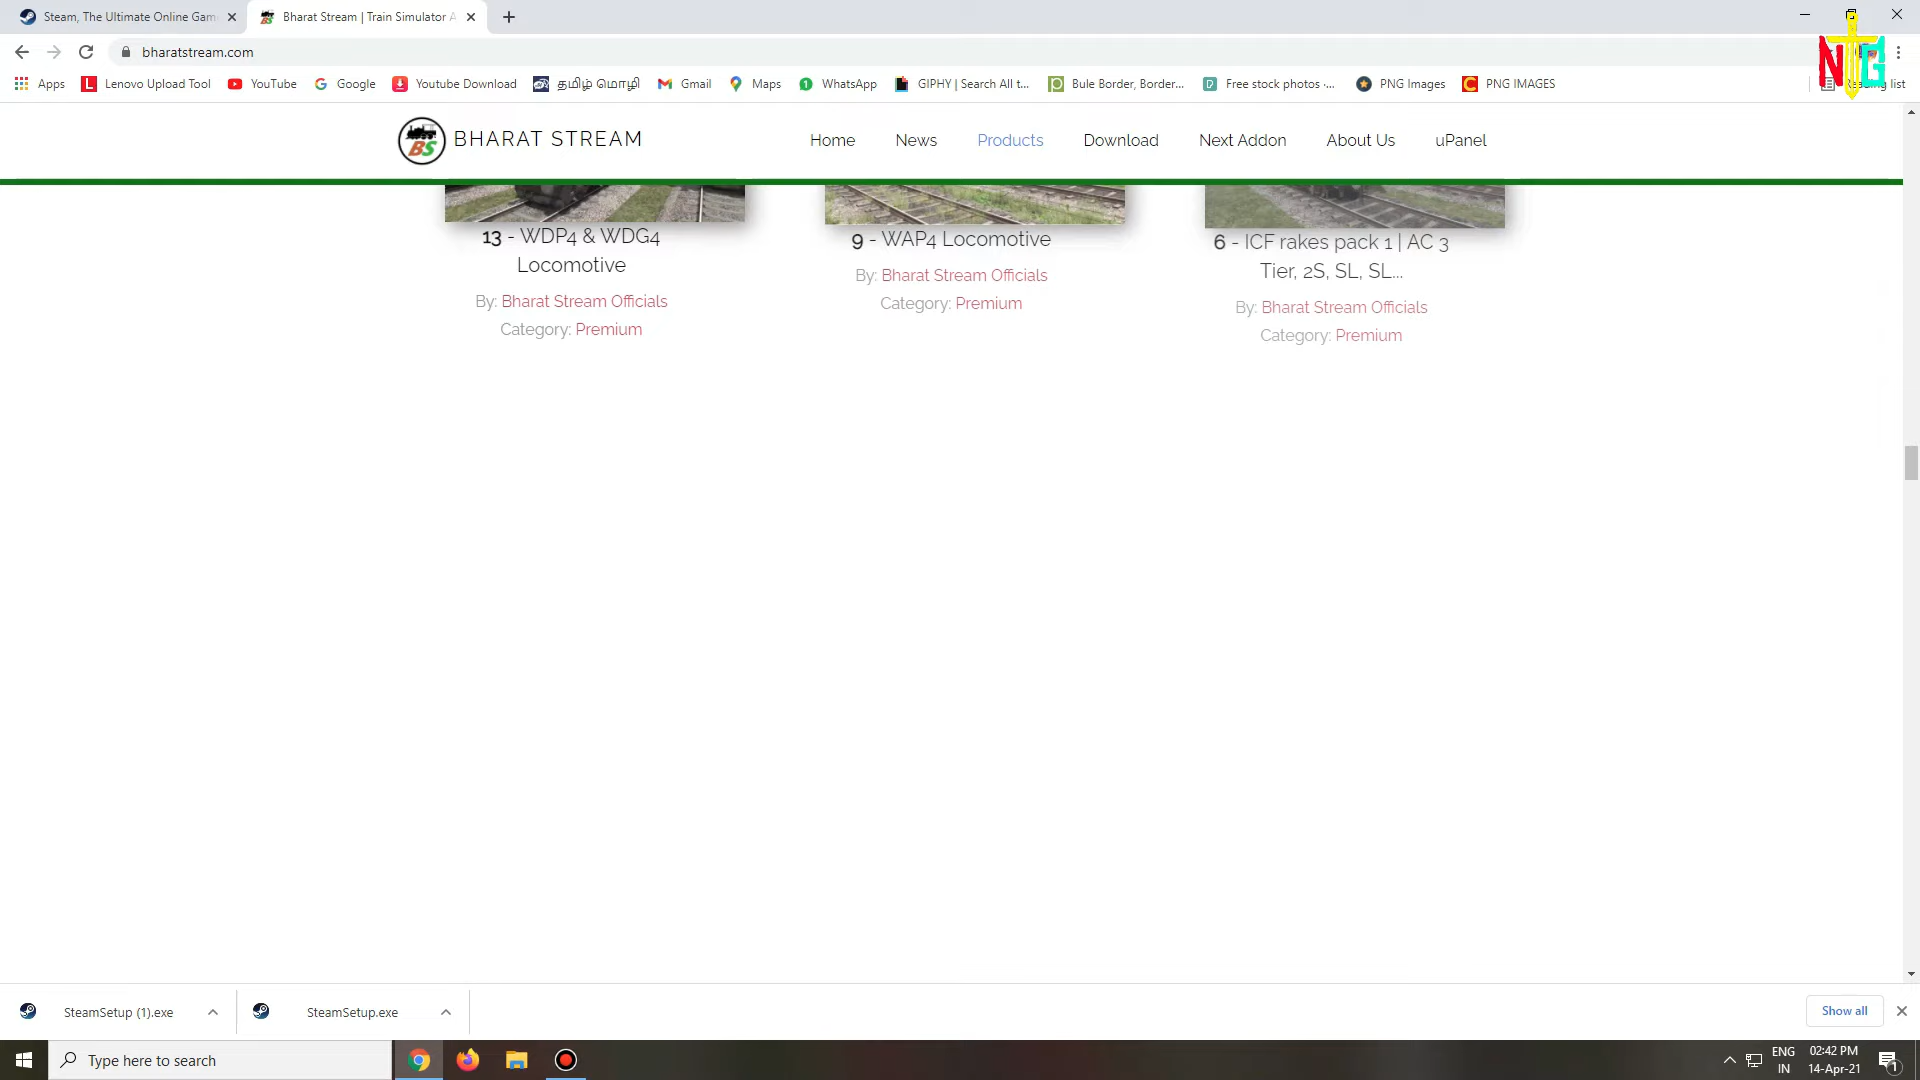 Steam, The Ultimate Online Gam
Bharat Stream | Train Simulator A
bharatstream.com
Apps
Lenovo Upload Tool
YouTube
Google
Youtube Download
தமிழ் மொழி
Gmail
Maps
WhatsApp
GIPHY | Search All t...
Bule Border, Border...
Free stock photos ·...
PNG Images
PNG IMAGES
list
NTG
BS
BHARAT STREAM
Home
News
Products
Download
Next Addon
About Us
uPanel
13 - WDP4 & WDG4
Locomotive
By: Bharat Stream Officials
Category: Premium
9 - WAP4 Locomotive
By: Bharat Stream Officials
Category: Premium
6 - ICF rakes pack 1 | AC 3
Tier, 2S, SL, SL...
By: Bharat Stream Officials
Category: Premium
SteamSetup (1).exe
SteamSetup.exe
Show all
Type here to search
ENG
IN
02:42 PM
14-Apr-21
1